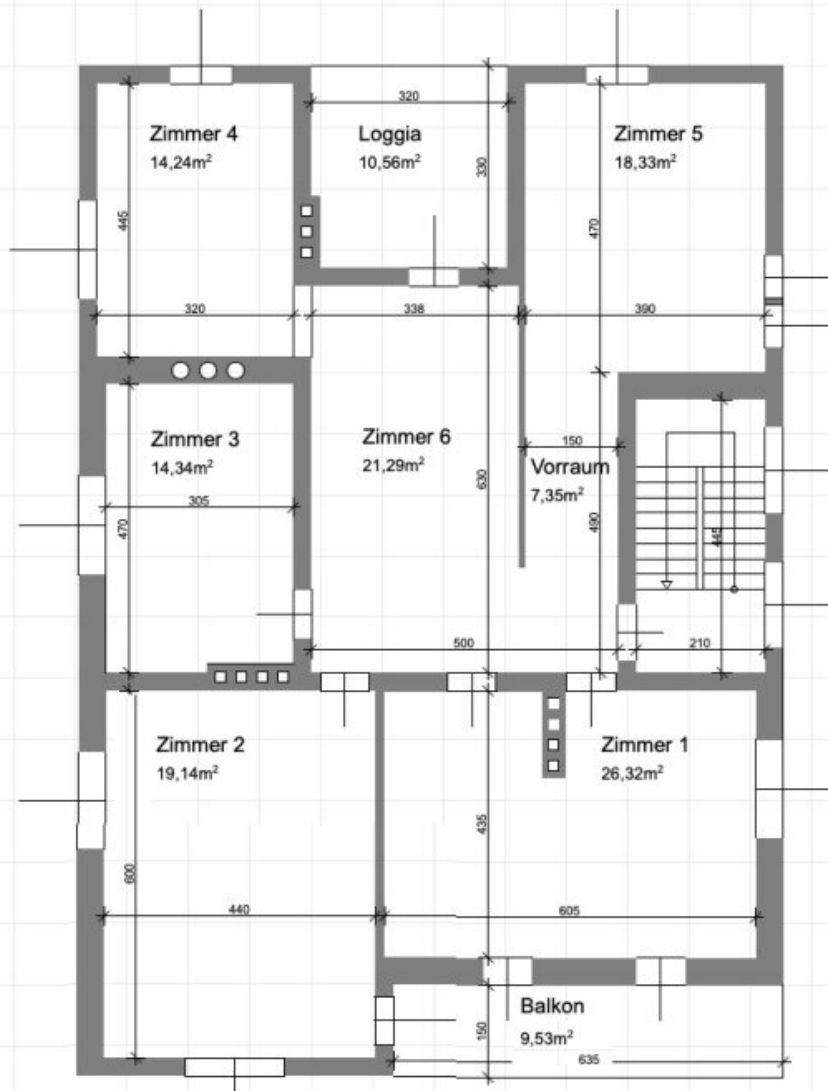 320
Zimmer 4
14,24m²
Loggia
10,56m²
Zimmer 5
18,33m²
330
445
470
320
338
390
Zimmer 3
14,34m²
Zimmer 6
21,29m²
150
Vorraum
7,35m²
305
470
630
490
445
500
210
Zimmer 2
19,14m²
Zimmer 1
26,32m²
435
600
440
605
Balkon
9,53m²
150
635